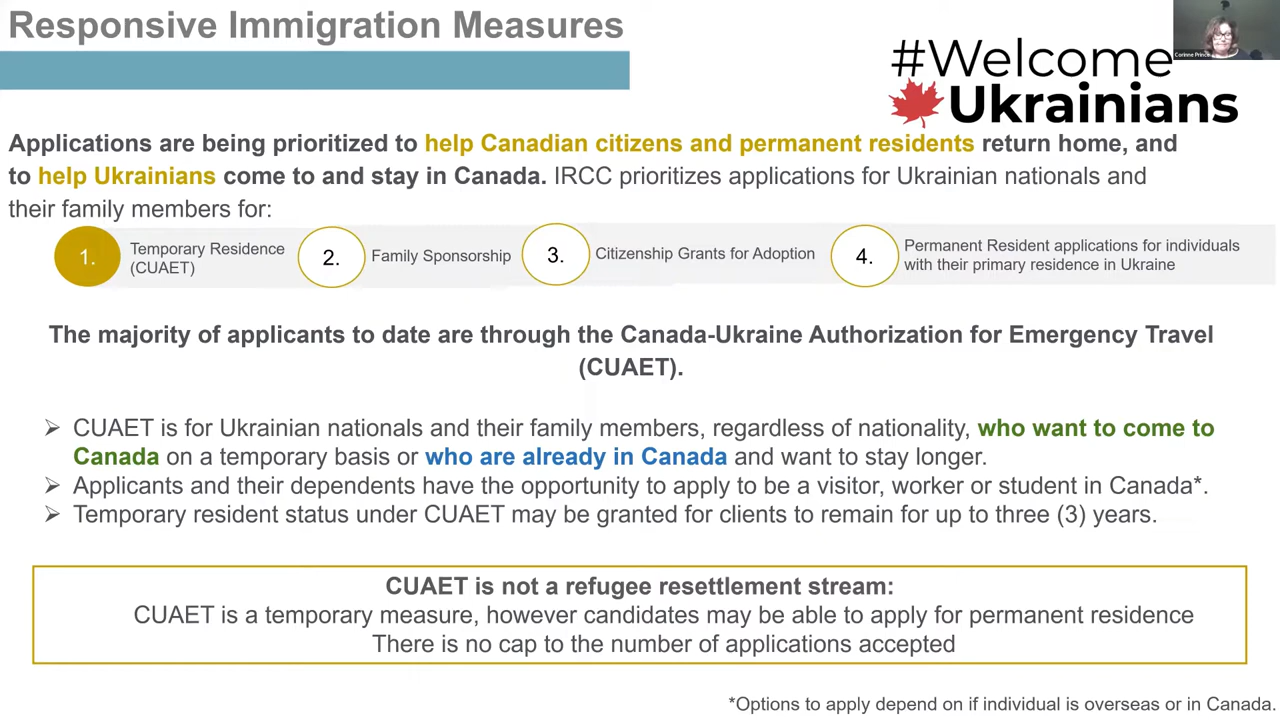 Responsive Immigration Measures
Corinne Prince
#Welcome
Ukrainians
Applications are being prioritized to help Canadian citizens and permanent residents return home, and
to help Ukrainians come to and stay in Canada. IRCC prioritizes applications for Ukrainian nationals and
their family members for:
1.
Temporary Residence
(CUAET)
2.
Family Sponsorship
3.
Citizenship Grants for Adoption
4.
Permanent Resident applications for individuals
with their primary residence in Ukraine
The majority of applicants to date are through the Canada-Ukraine Authorization for Emergency Travel
(CUAET).
➢ CUAET is for Ukrainian nationals and their family members, regardless of nationality, who want to come to
Canada on a temporary basis or who are already in Canada and want to stay longer.
➢ Applicants and their dependents have the opportunity to apply to be a visitor, worker or student in Canada*.
➢ Temporary resident status under CUAET may be granted for clients to remain for up to three (3) years.
CUAET is not a refugee resettlement stream:
CUAET is a temporary measure, however candidates may be able to apply for permanent residence
There is no cap to the number of applications accepted
*Options to apply depend on if individual is overseas or in Canada.